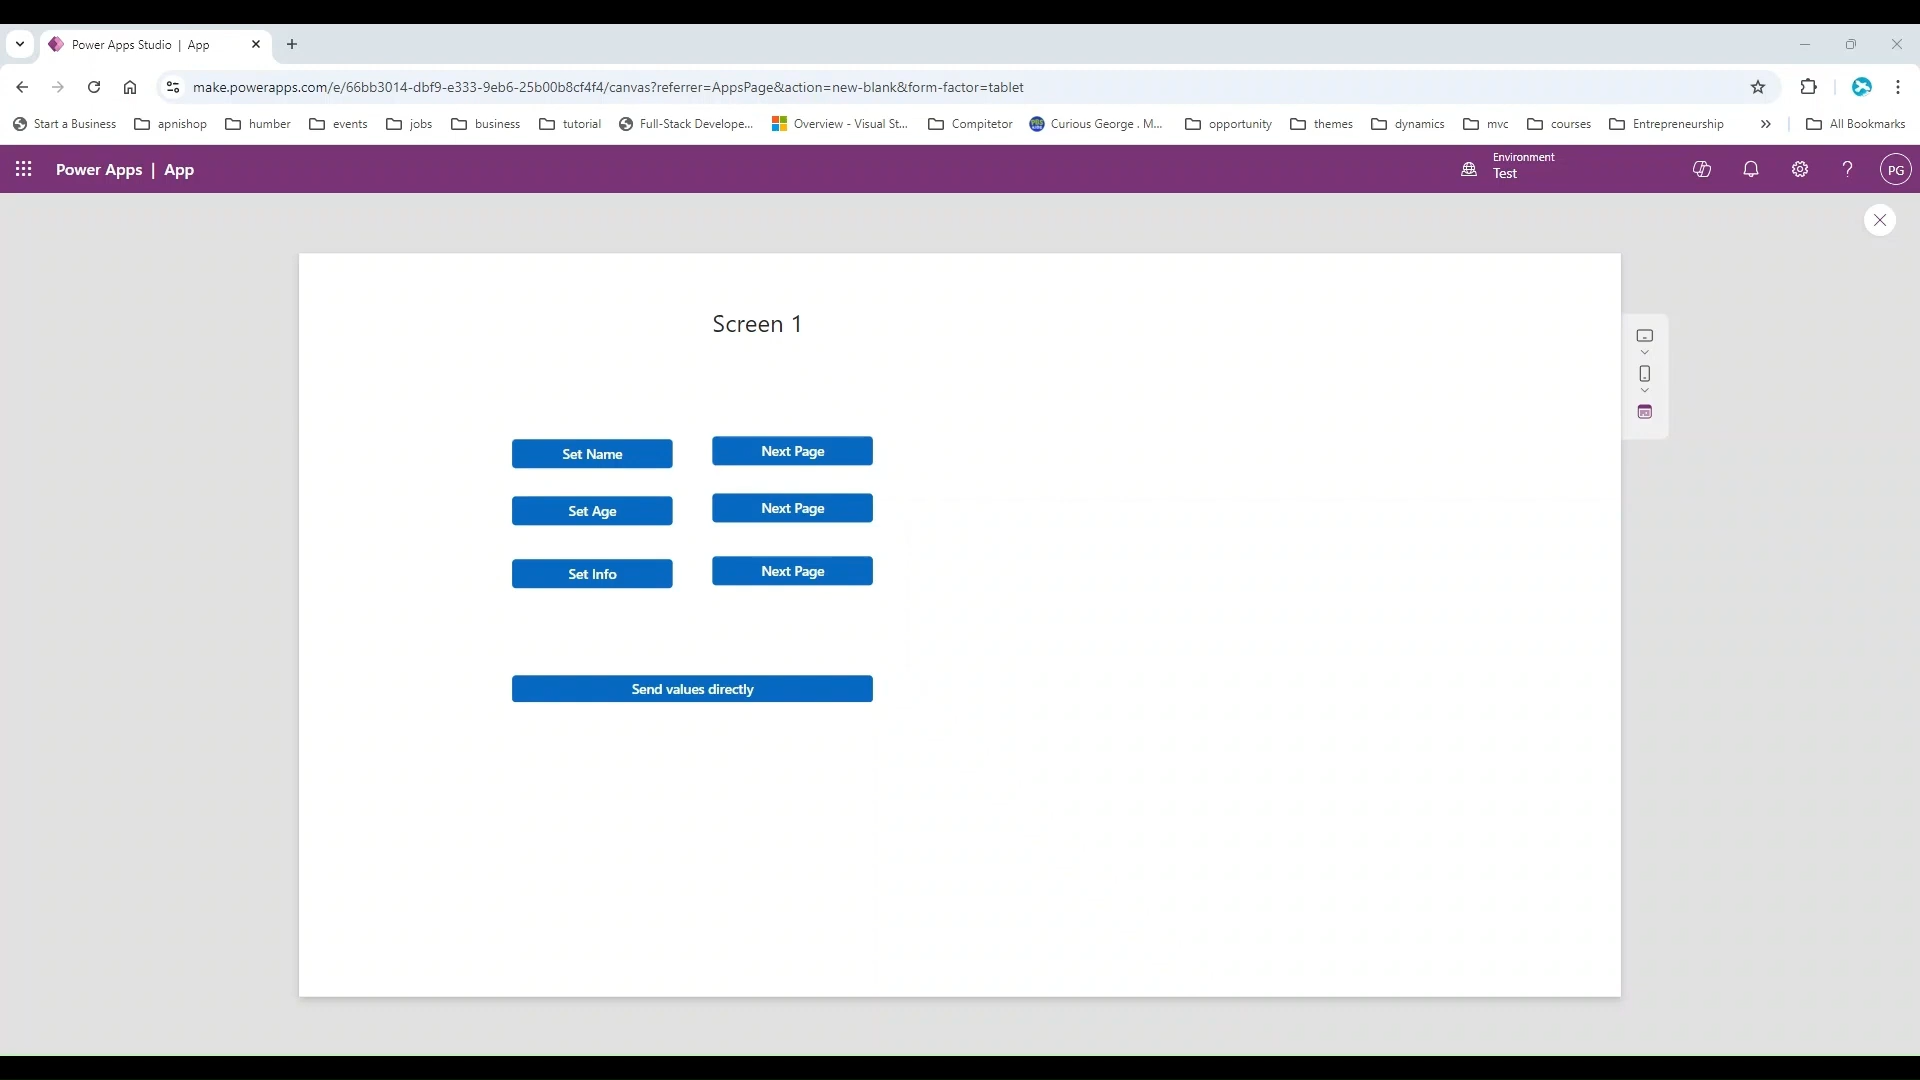 Power Apps Studio | App
make.powerapps.com/e/66bb3014-dbf9-e333-9eb6-25b00b8cf4f4/canvas?referrer=AppsPage&action=new-blank&form-factor=tablet
Start a Business apnishop humber events jobs business tutorial Full-Stack Develope... Overview - Visual St... Compitetor Curious George . M... opportunity themes dynamics mvc courses Entrepreneurship » All Bookmarks
Power Apps | App
Environment
Test
PG
Screen 1
Set Name Next Page
Set Age Next Page
Set Info Next Page
Send values directly